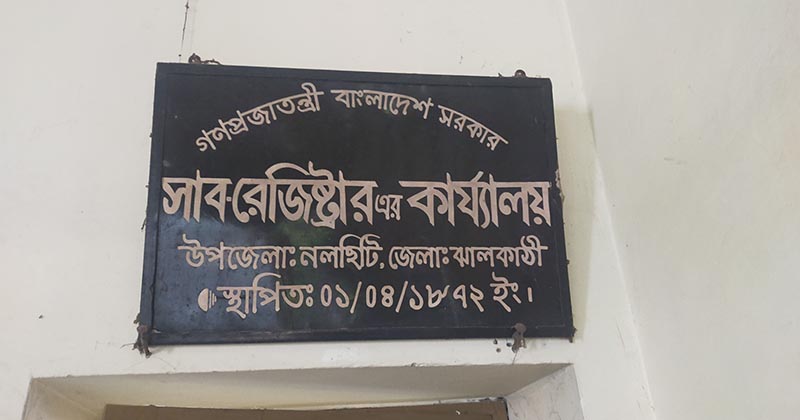 গণপ্রজাতন্ত্রী বাংলাদেশ সরকার
সাব-রেজিষ্ট্রার এর কার্য্যালয়
উপজেলাঃ নলছিটি, জেলাঃ ঝালকাঠী
স্থাপিতঃ ০১/০৪/১৮৭২ ইং।